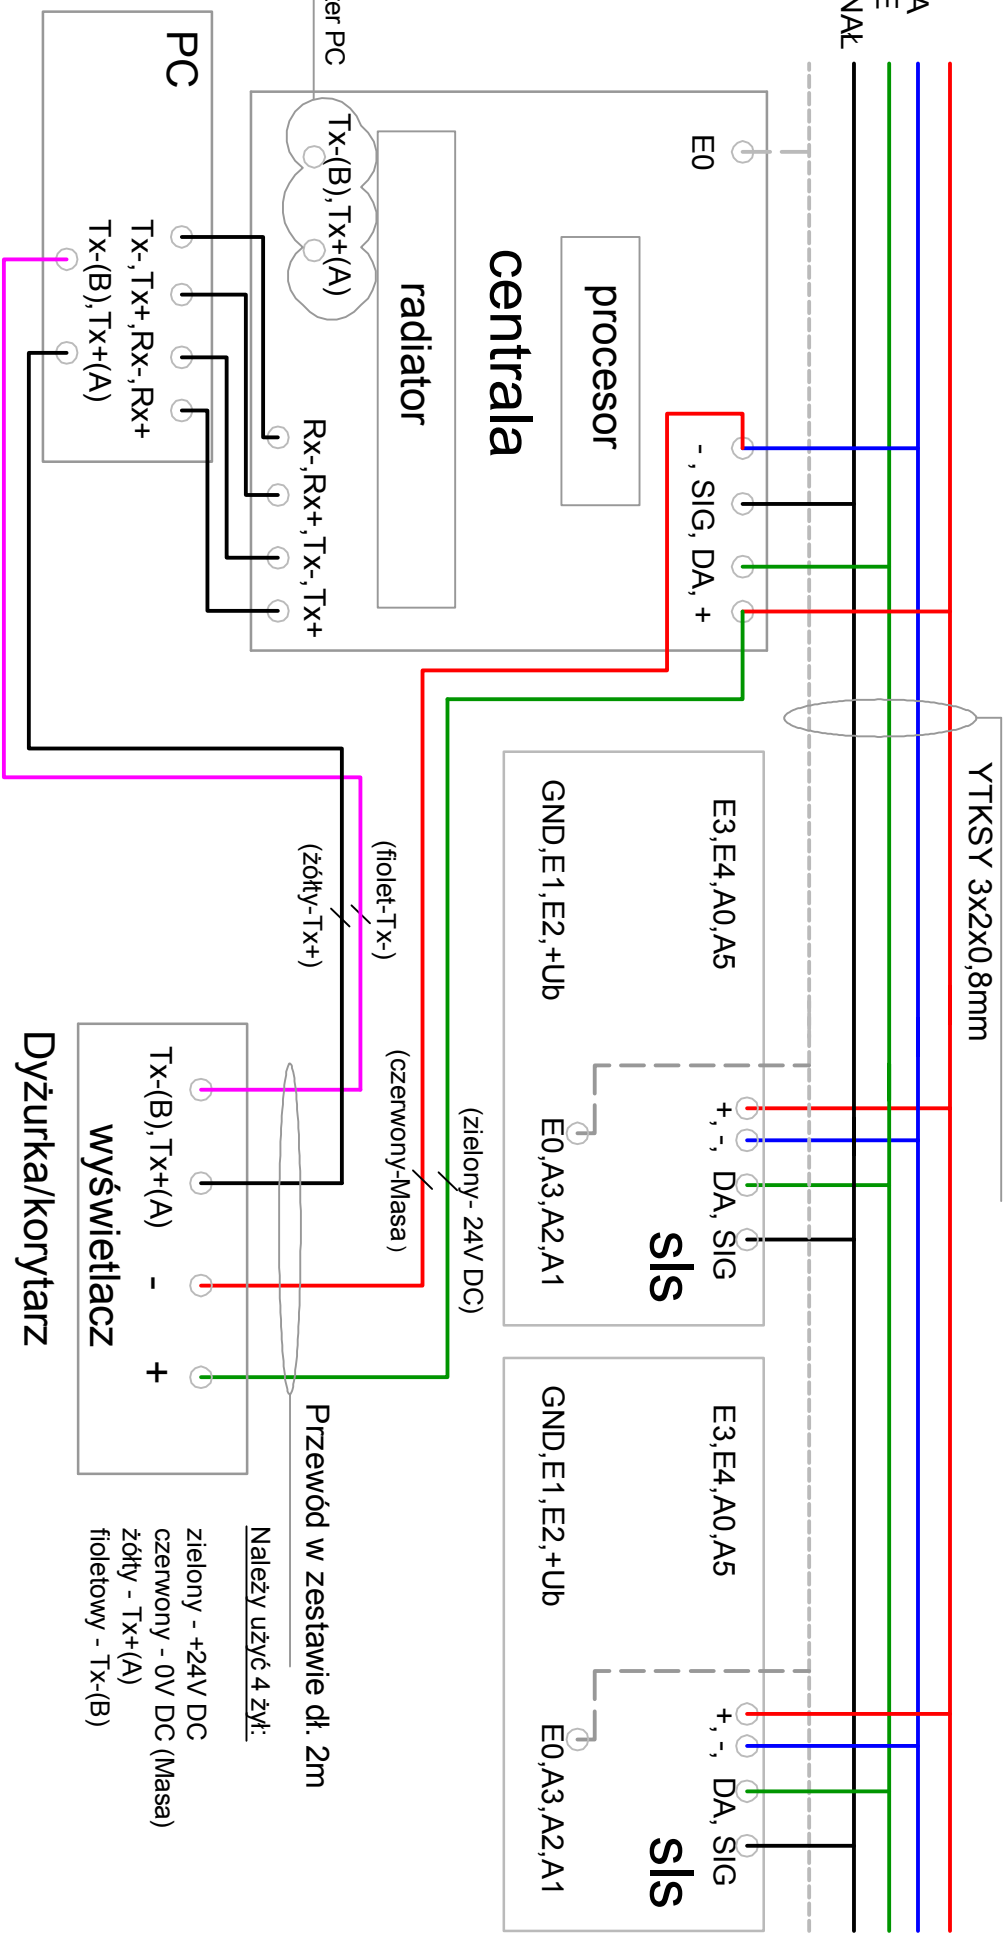 A
E
NAŁ
YTKSY 3x2x0,8mm
ter PC
E0
- , SIG, DA, +
procesor
centrala
radiator
Tx-(B),Tx+(A)
Rx-,Rx+,Tx-,Tx+
PC
Tx-,Tx+,Rx-,Rx+
Tx-(B),Tx+(A)
E3,E4,A0,A5
+, -, DA, SIG
sls
GND,E1,E2,+Ub
E0,A3,A2,A1
E3,E4,A0,A5
+, -, DA, SIG
sls
GND,E1,E2,+Ub
E0,A3,A2,A1
(zielony- 24V DC)
(czerwony-Masa)
(fiolet-Tx-)
(żółty-Tx+)
Tx-(B),Tx+(A) - +
wyświetlacz
Dyżurka/korytarz
Przewód w zestawie dł. 2m
Należy użyć 4 żył:
zielony - +24V DC
czerwony - 0V DC (Masa)
żółty - Tx+(A)
fioletowy - Tx-(B)